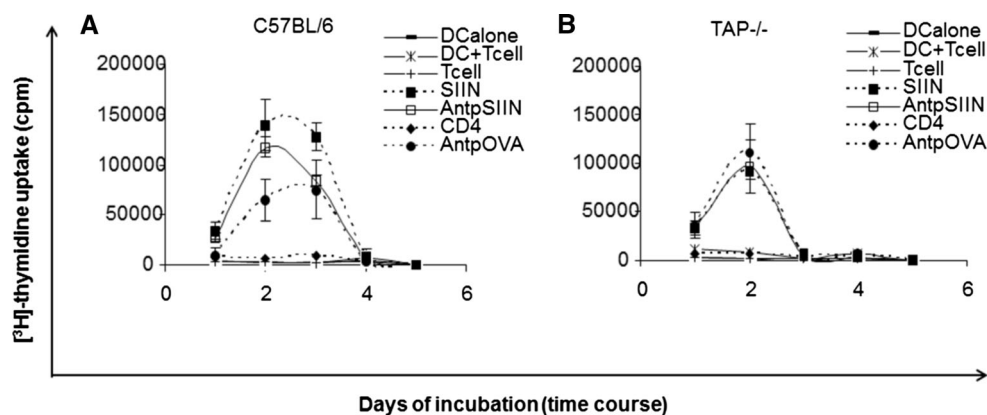 A
C57BL/6
DCalone
DC+Tcell
Tcell
SIIN
AntpSIIN
CD4
AntpOVA
200000
150000
100000
50000
0
0
2
4
6
B
TAP-/-
DCalone
DC+Tcell
Tcell
SIIN
AntpSIIN
CD4
AntpOVA
200000
150000
100000
50000
0
0
2
4
6
[³H]-thymidine uptake (cpm)
Days of incubation (time course)